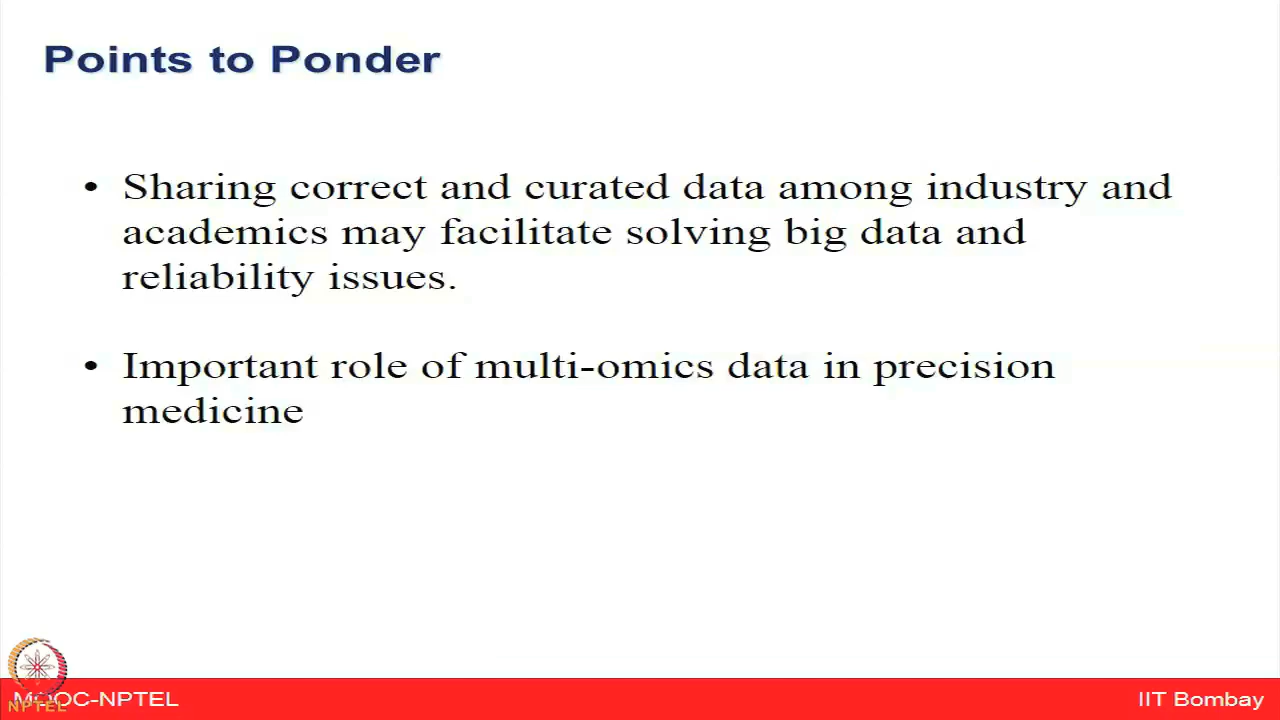 Points to Ponder
• Sharing correct and curated data among industry and
academics may facilitate solving big data and
reliability issues.
• Important role of multi-omics data in precision
medicine
MOOC-NPTEL
NPTEL
IIT Bombay